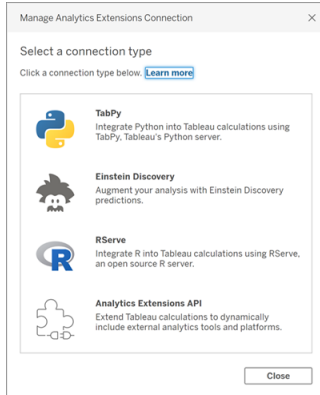 Manage Analytics Extensions Connection
Select a connection type
Click a connection type below. Learn more
TabPy
Integrate Python into Tableau calculations using
TabPy, Tableau's Python server.
Einstein Discovery
Augment your analysis with Einstein Discovery
predictions.
R
RServe
Integrate R into Tableau calculations using RServe,
an open source R server.
Analytics Extensions API
Extend Tableau calculations to dynamically
include external analytics tools and platforms.
Close